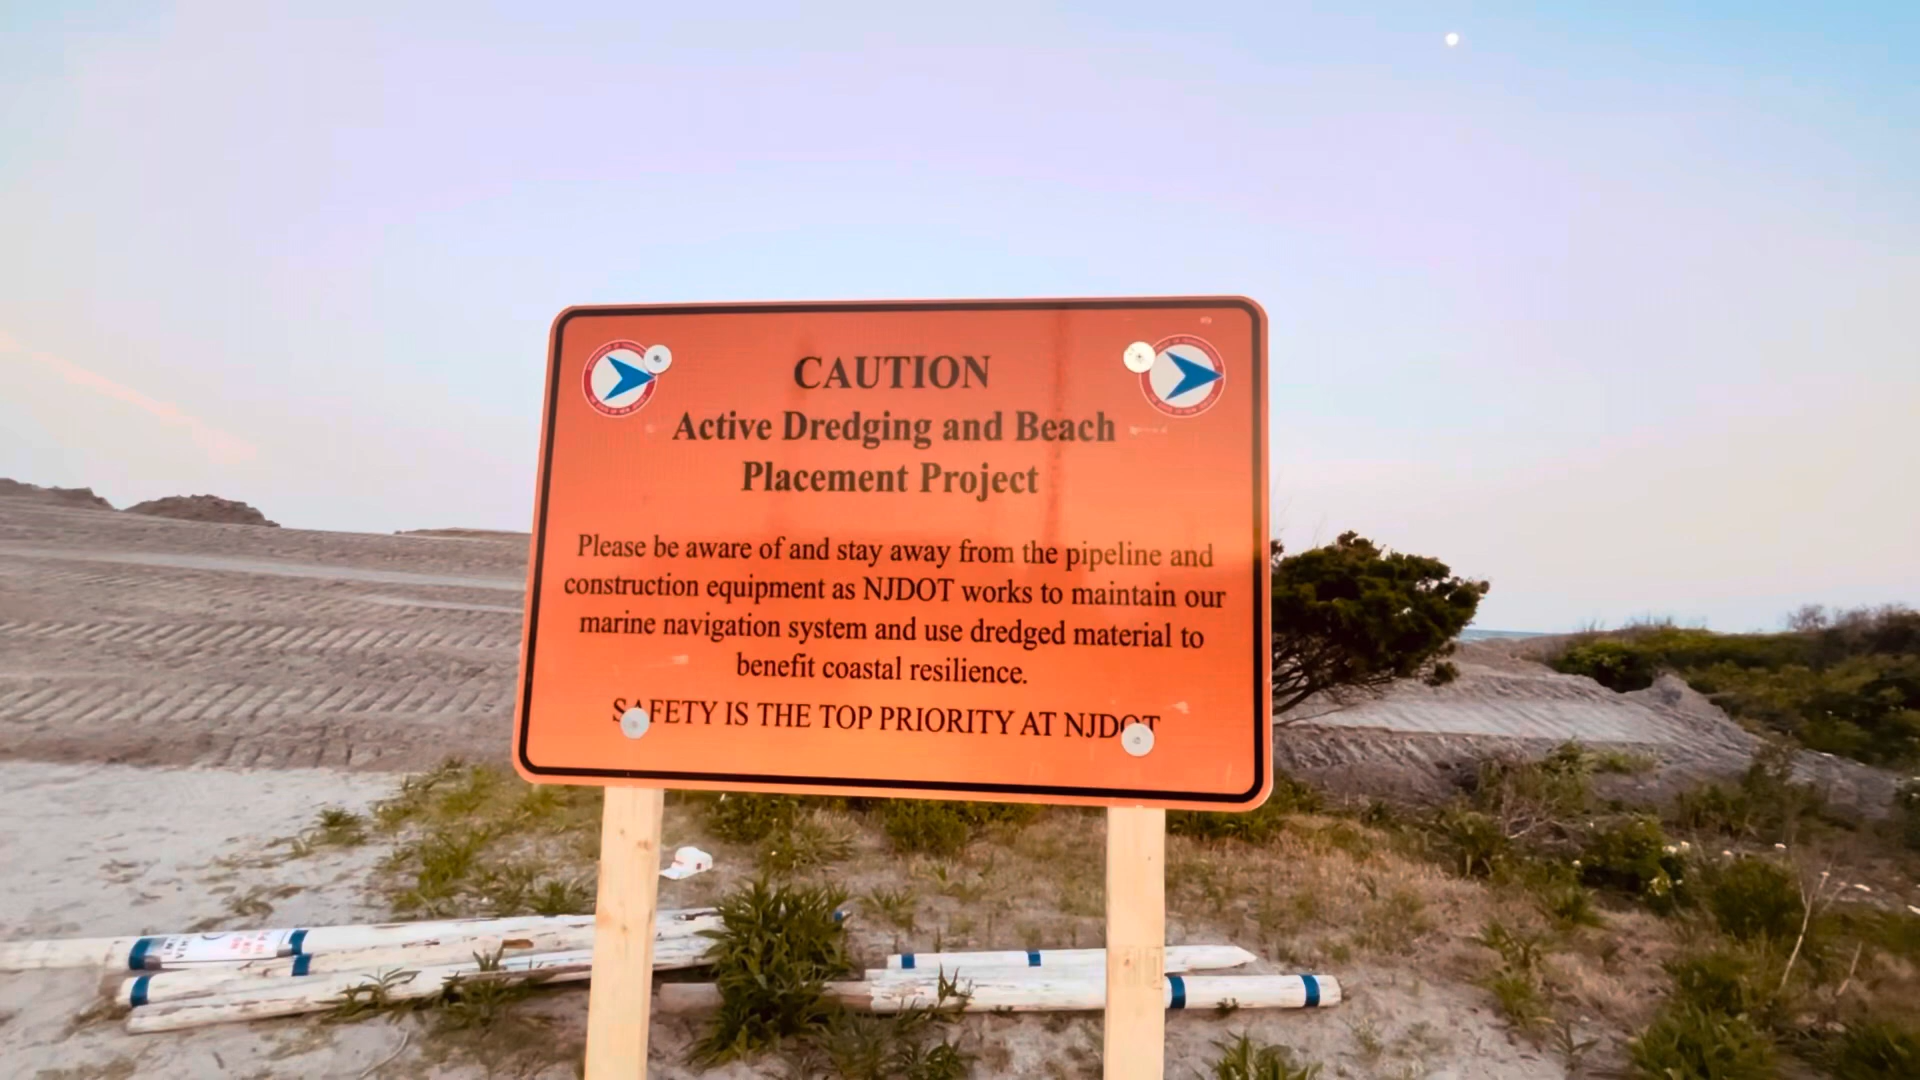 CAUTION
Active Dredging and Beach
Placement Project
Please be aware of and stay away from the pipeline and
construction equipment as NJDOT works to maintain our
marine navigation system and use dredged material to
benefit coastal resilience.
SAFETY IS THE TOP PRIORITY AT NJDOT